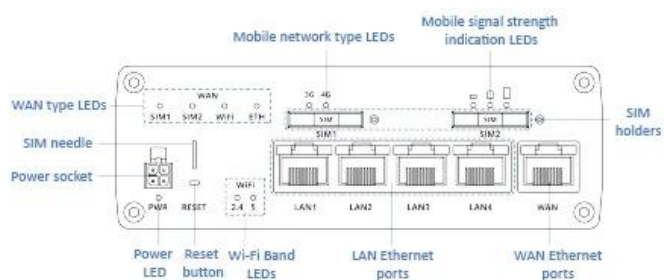 Mobile network type LEDs
Mobile signal strength
indication LEDs
WAN type LEDs
WAN
SIM1 SIM2 WiFi ETH
3G 4G
SIM
SIM1
SIM
SIM2
SIM
holders
SIM needle
Power socket
PWR
RESET
WiFi
2.4 5
LAN1
LAN2
LAN3
LAN4
WAN
Power
LED
Reset
button
Wi-Fi Band
LEDs
LAN Ethernet
ports
WAN Ethernet
ports